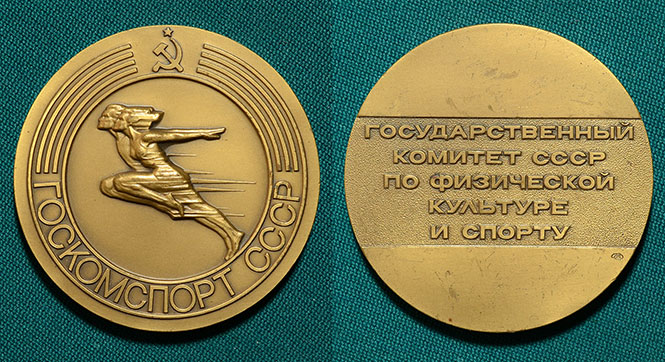 ГОСКОМСПОРТ СССР
ГОСУДАРСТВЕННЫЙ
КОМИТЕТ СССР
ПО ФИЗИЧЕСКОЙ
КУЛЬТУРЕ
И СПОРТУ